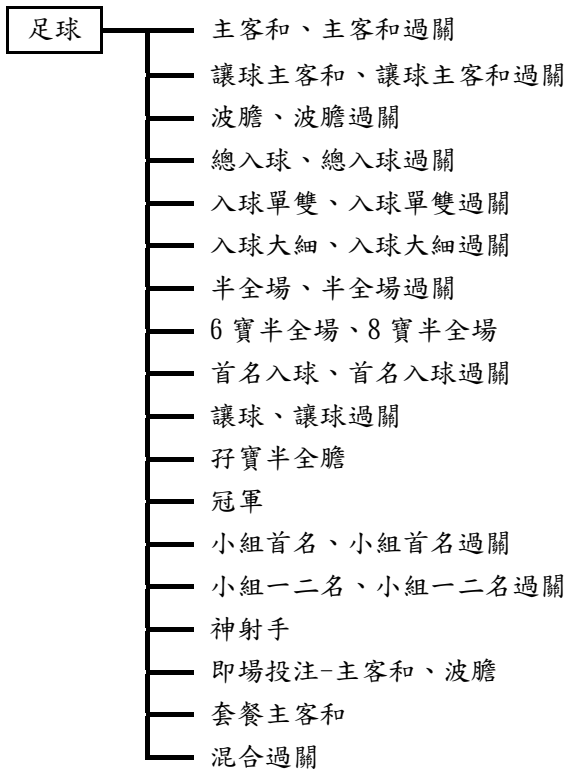 足球
主客和、主客和過關
讓球主客和、讓球主客和過關
波膽、波膽過關
總入球、總入球過關
入球單雙、入球單雙過關
入球大細、入球大細過關
半全場、半全場過關
6 寶半全場、8 寶半全場
首名入球、首名入球過關
讓球、讓球過關
孖寶半全膽
冠軍
小組首名、小組首名過關
小組一二名、小組一二名過關
神射手
即場投注-主客和、波膽
套餐主客和
混合過關